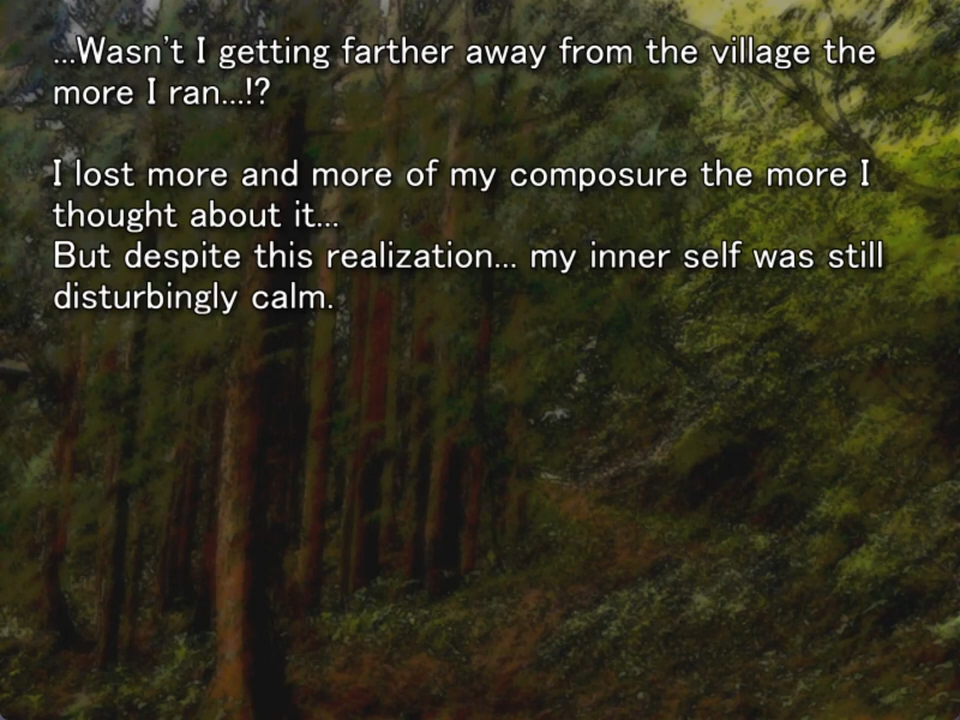 ...Wasn't I getting farther away from the village the
more I ran...!?
I lost more and more of my composure the more I
thought about it...
But despite this realization... my inner self was still
disturbingly calm.